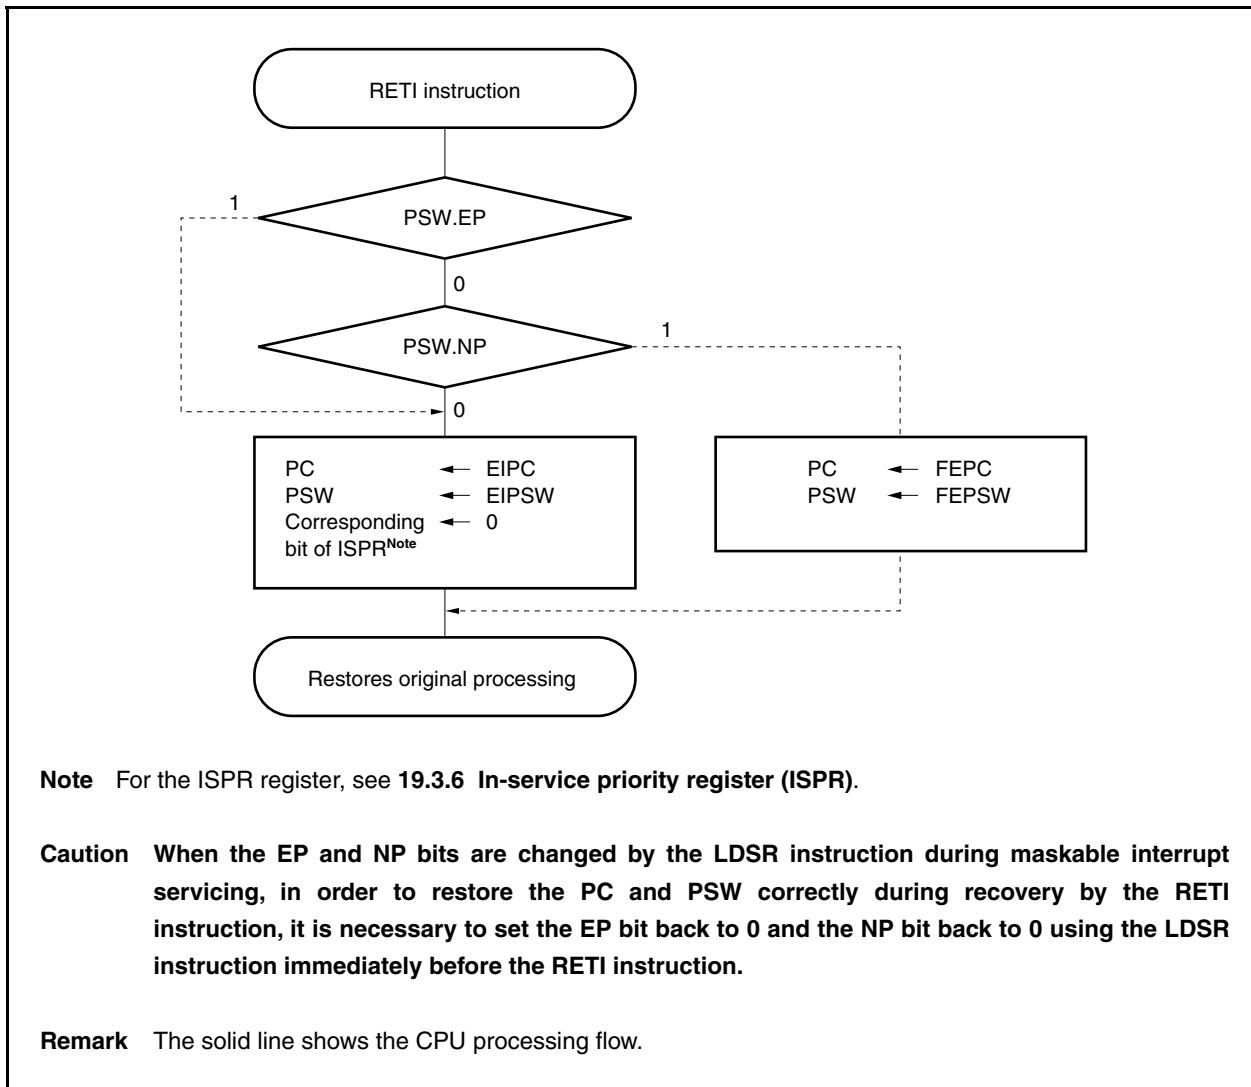 RETI instruction
1
PSW.EP
0
1
PSW.NP
0
PC ← EIPC
PSW ← EIPSW
Corresponding ← 0
bit of ISPRNote
PC ← FEPC
PSW ← FEPSW
Restores original processing
Note For the ISPR register, see 19.3.6 In-service priority register (ISPR).
Caution When the EP and NP bits are changed by the LDSR instruction during maskable interrupt
servicing, in order to restore the PC and PSW correctly during recovery by the RETI
instruction, it is necessary to set the EP bit back to 0 and the NP bit back to 0 using the LDSR
instruction immediately before the RETI instruction.
Remark The solid line shows the CPU processing flow.